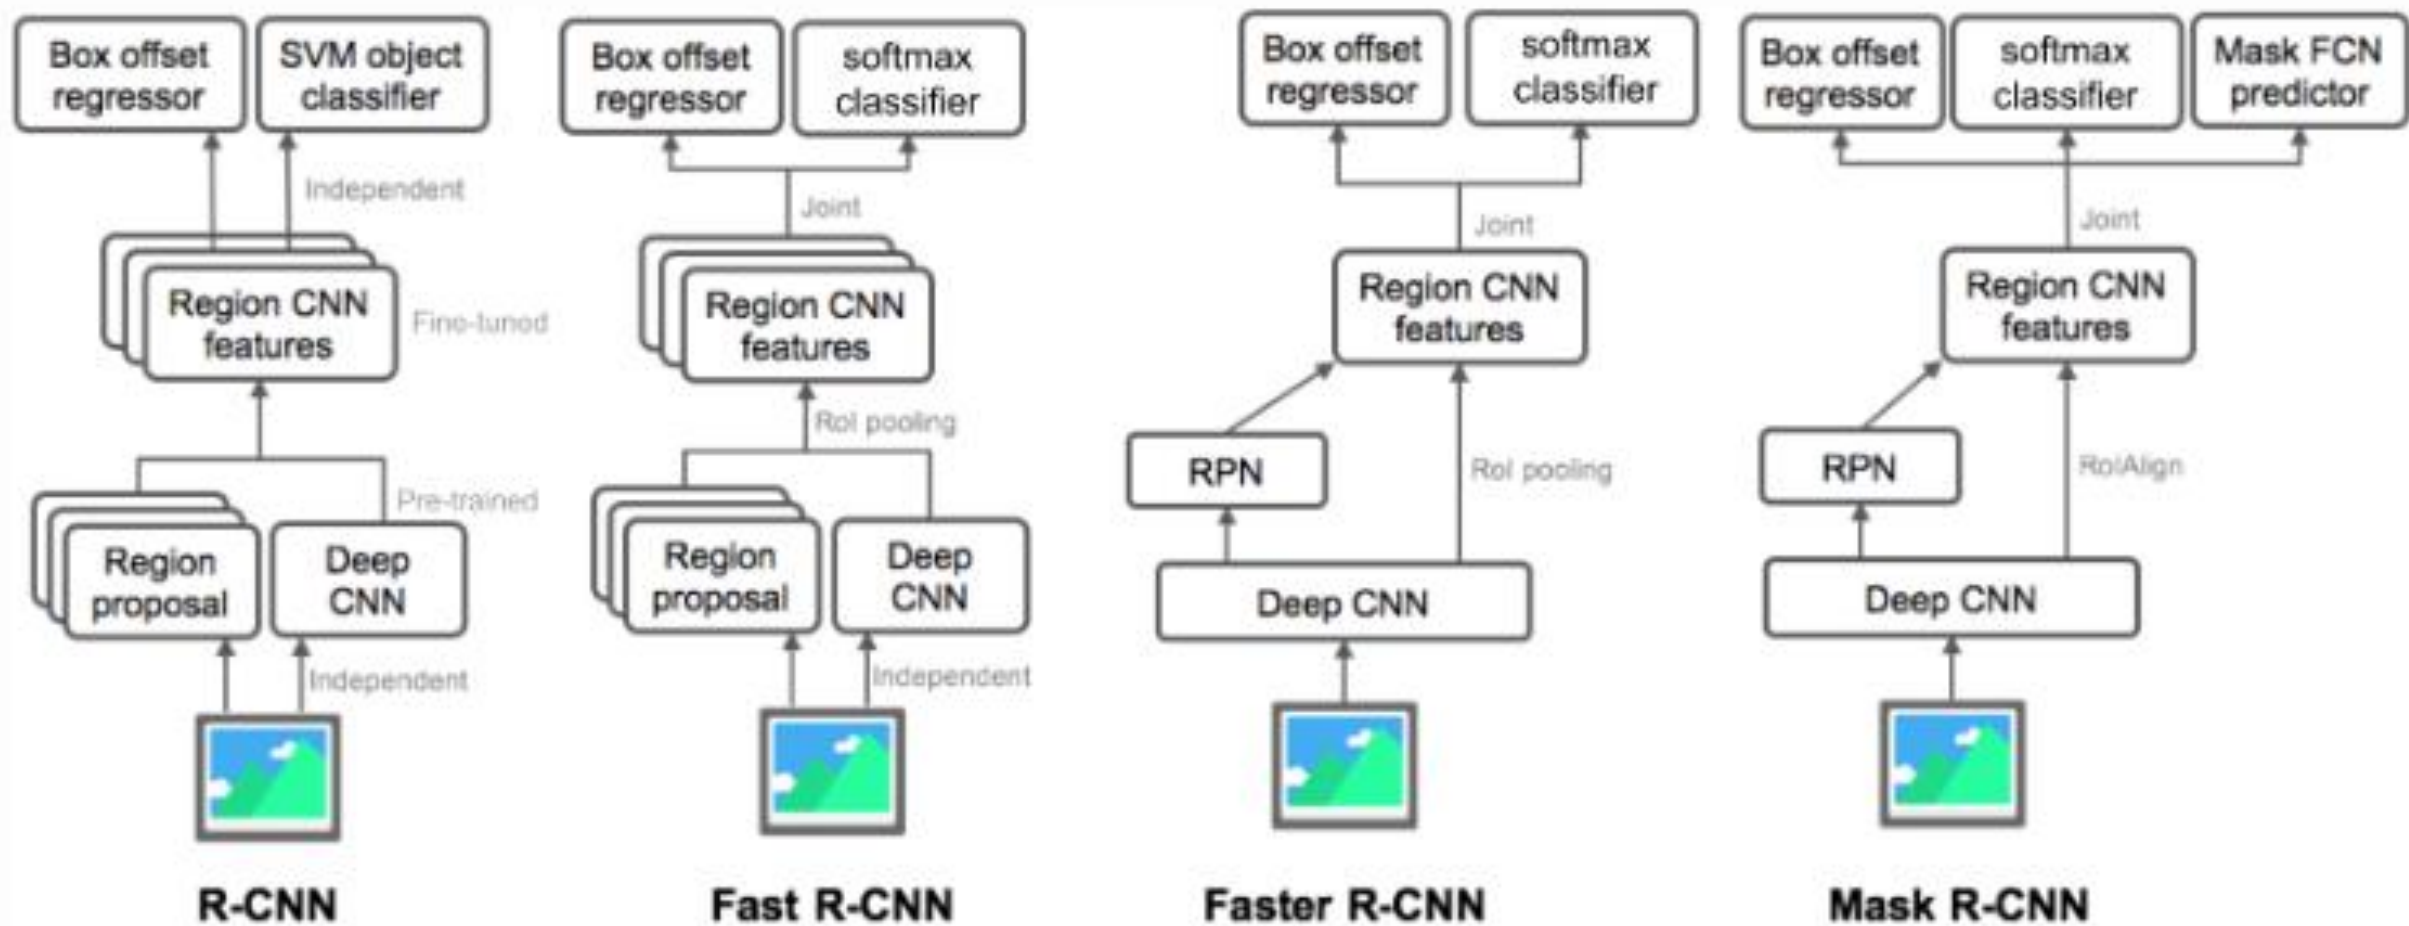 Box offset
regressor
SVM object
classifier
Independent
Region CNN
features
Fine-tuned
Pre-trained
Region
proposal
Deep
CNN
Independent
R-CNN
Box offset
regressor
softmax
classifier
Joint
Region CNN
features
RoI pooling
Region
proposal
Deep
CNN
Independent
Fast R-CNN
Box offset
regressor
softmax
classifier
Joint
Region CNN
features
RPN
RoI pooling
Deep CNN
Faster R-CNN
Box offset
regressor
softmax
classifier
Mask FCN
predictor
Joint
Region CNN
features
RPN
RoIAlign
Deep CNN
Mask R-CNN